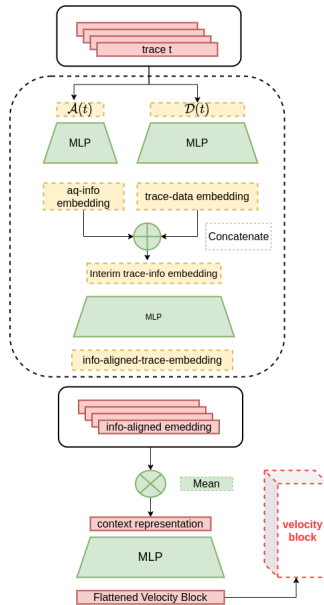 trace t
𝒜(t)
𝒟(t)
MLP
MLP
aq-info
embedding
trace-data embedding
Concatenate
Interim trace-info embedding
MLP
info-aligned-trace-embedding
info-aligned emedding
Mean
context representation
velocity
block
MLP
Flattened Velocity Block